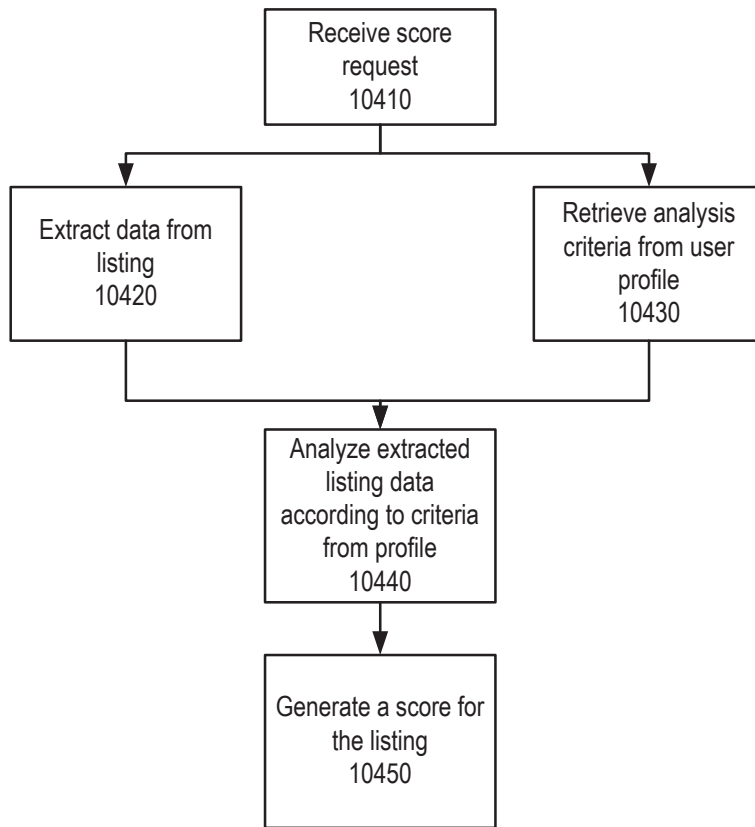 Receive score
request
10410
Extract data from
listing
10420
Retrieve analysis
criteria from user
profile
10430
Analyze extracted
listing data
according to criteria
from profile
10440
Generate a score for
the listing
10450